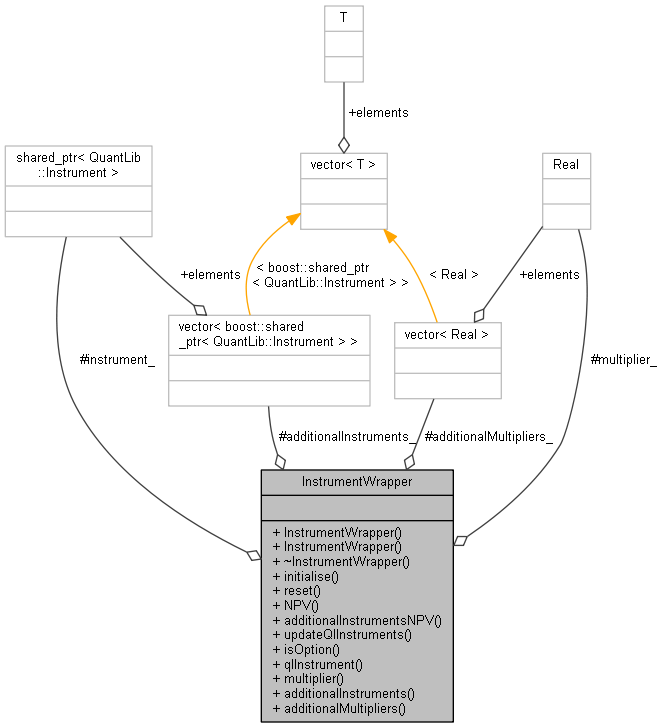 T
+elements
shared_ptr< QuantLib
::Instrument >
vector< T >
Real
+elements
< boost::shared_ptr
< QuantLib::Instrument > >
< Real >
+elements
vector< boost::shared
_ptr< QuantLib::Instrument > >
vector< Real >
#instrument_
#multiplier_
#additionalInstruments_
#additionalMultipliers_
InstrumentWrapper
+ InstrumentWrapper()
+ InstrumentWrapper()
+ ~InstrumentWrapper()
+ initialise()
+ reset()
+ NPV()
+ additionalInstrumentsNPV()
+ updateQlInstruments()
+ isOption()
+ qlInstrument()
+ multiplier()
+ additionalInstruments()
+ additionalMultipliers()